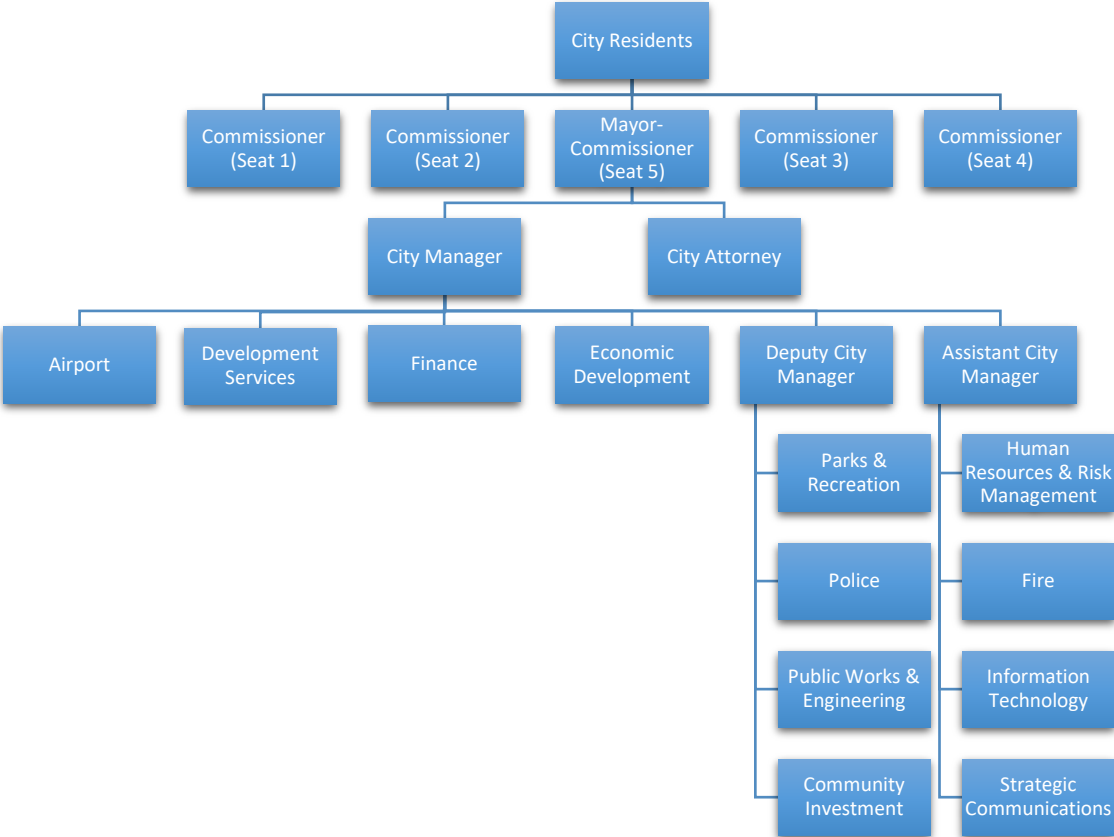 City Residents
Commissioner
(Seat 1)
Commissioner
(Seat 2)
Mayor-
Commissioner
(Seat 5)
Commissioner
(Seat 3)
Commissioner
(Seat 4)
City Manager
City Attorney
Airport
Development
Services
Finance
Economic
Development
Deputy City
Manager
Assistant City
Manager
Parks &
Recreation
Human
Resources & Risk
Management
Police
Fire
Public Works &
Engineering
Information
Technology
Community
Investment
Strategic
Communications